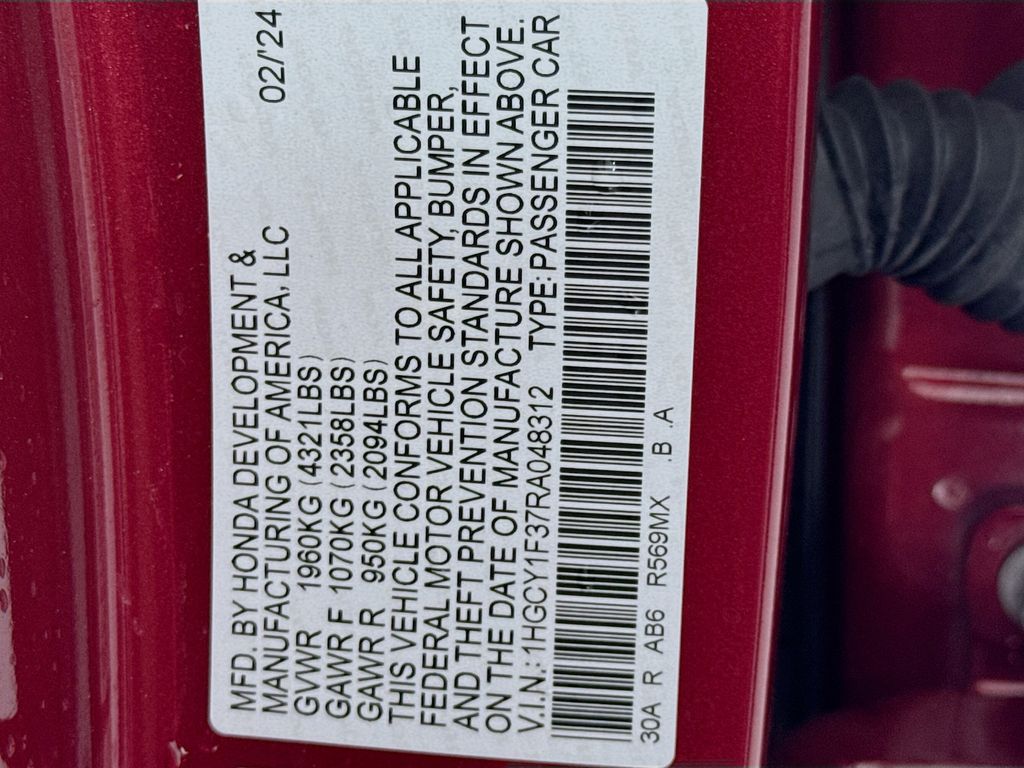 MFD. BY HONDA DEVELOPMENT & 02/'24
MANUFACTURING OF AMERICA, LLC
GVWR 1960KG (4321LBS)
GAWR F 1070KG (2358LBS)
GAWR R 950KG (2094LBS)
THIS VEHICLE CONFORMS TO ALL APPLICABLE
FEDERAL MOTOR VEHICLE SAFETY, BUMPER,
AND THEFT PREVENTION STANDARDS IN EFFECT
ON THE DATE OF MANUFACTURE SHOWN ABOVE.
V.I.N.: 1HGCY1F37RA048312 TYPE: PASSENGER CAR
30A R AB6 R569MX .B .A